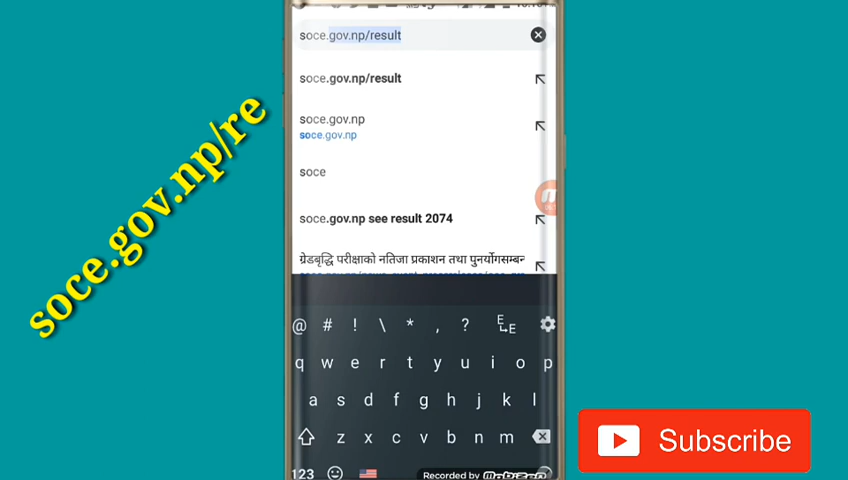 soce.gov.np/result
soce.gov.np/result
soce.gov.np
soce.gov.np
soce
soce.gov.np see result 2074
ग्रेडबृद्धि परीक्षाको नतिजा प्रकाशन तथा पुनर्योगसम्बन
soce.gov.np/re
@ # ! \ * , ? E E
q w e r t y u i o p
a s d f g h j k l
z x c v b n m
123
Recorded by mobizen
Subscribe